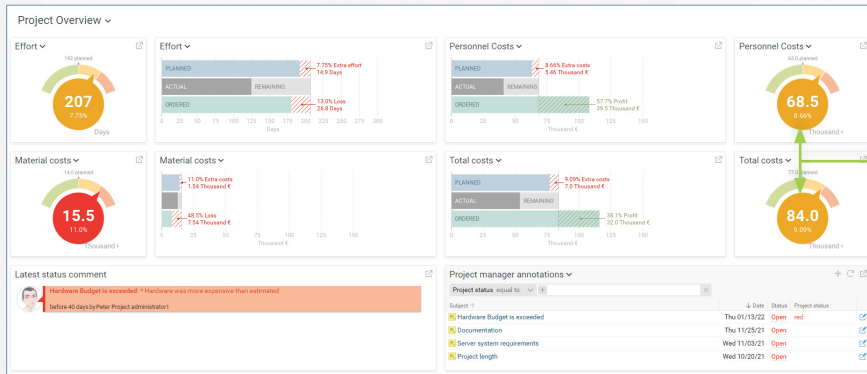 Project Overview
Effort
192 planned
207
7.75%
Days
Effort
PLANNED
7.75% Extra effort
14.9 Days
ACTUAL REMAINING
ORDERED
13.0% Loss
26.8 Days
0 25 50 75 100 125 150 175 200 225 250 275 300
Days
Personnel Costs
PLANNED
8.66% Extra costs
5.46 Thousand €
ACTUAL REMAINING
ORDERED
57.7% Profit
39.5 Thousand €
0 25 50 75 100 125 150
Thousand €
Personnel Costs
63.0 planned
68.5
8.66%
Thousand
Material costs
14.0 planned
15.5
11.0%
Thousand
Material costs
11.0% Extra costs
1.54 Thousand €
48.5% Loss
7.54 Thousand €
0 25 50 75 100 125 150
Thousand €
Total costs
PLANNED
9.09% Extra costs
7.0 Thousand €
ACTUAL REMAINING
ORDERED
38.1% Profit
32.0 Thousand €
0 25 50 75 100 125 150
Thousand €
Total costs
77.0 planned
84.0
9.09%
Thousand
Latest status comment
Hardware Budget is exceeded: * Hardware was more expensive than estimated
before 40 days by Peter Project administrator1
Project manager annotations
Project status equal to
Subject Date Status Project status
Hardware Budget is exceeded Thu 01/13/22 Open red
Documentation Thu 11/25/21 Open
Server system requirements Wed 11/03/21 Open
Project length Wed 10/20/21 Open